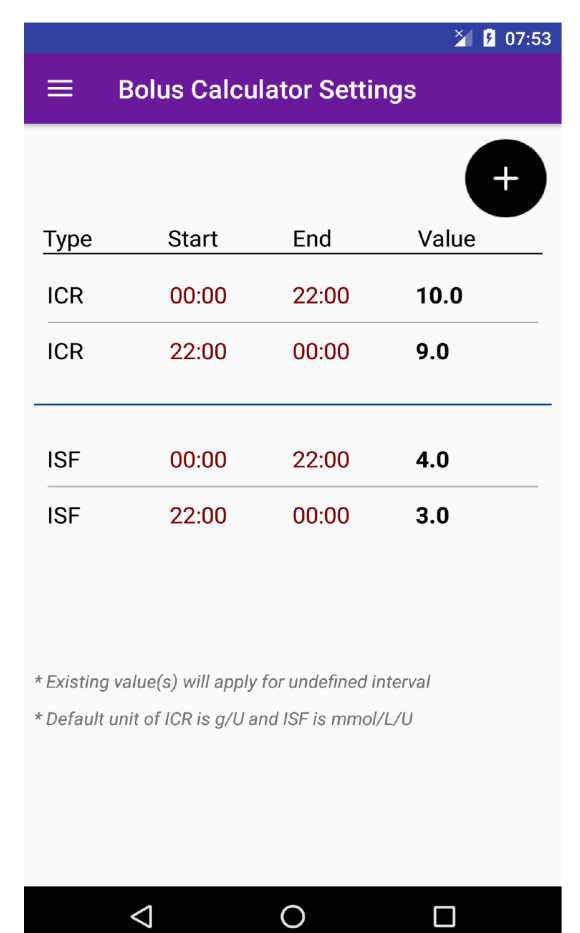 07:53
Bolus Calculator Settings
+
Type Start End Value
ICR 00:00 22:00 10.0
ICR 22:00 00:00 9.0
ISF 00:00 22:00 4.0
ISF 22:00 00:00 3.0
* Existing value(s) will apply for undefined interval
* Default unit of ICR is g/U and ISF is mmol/L/U